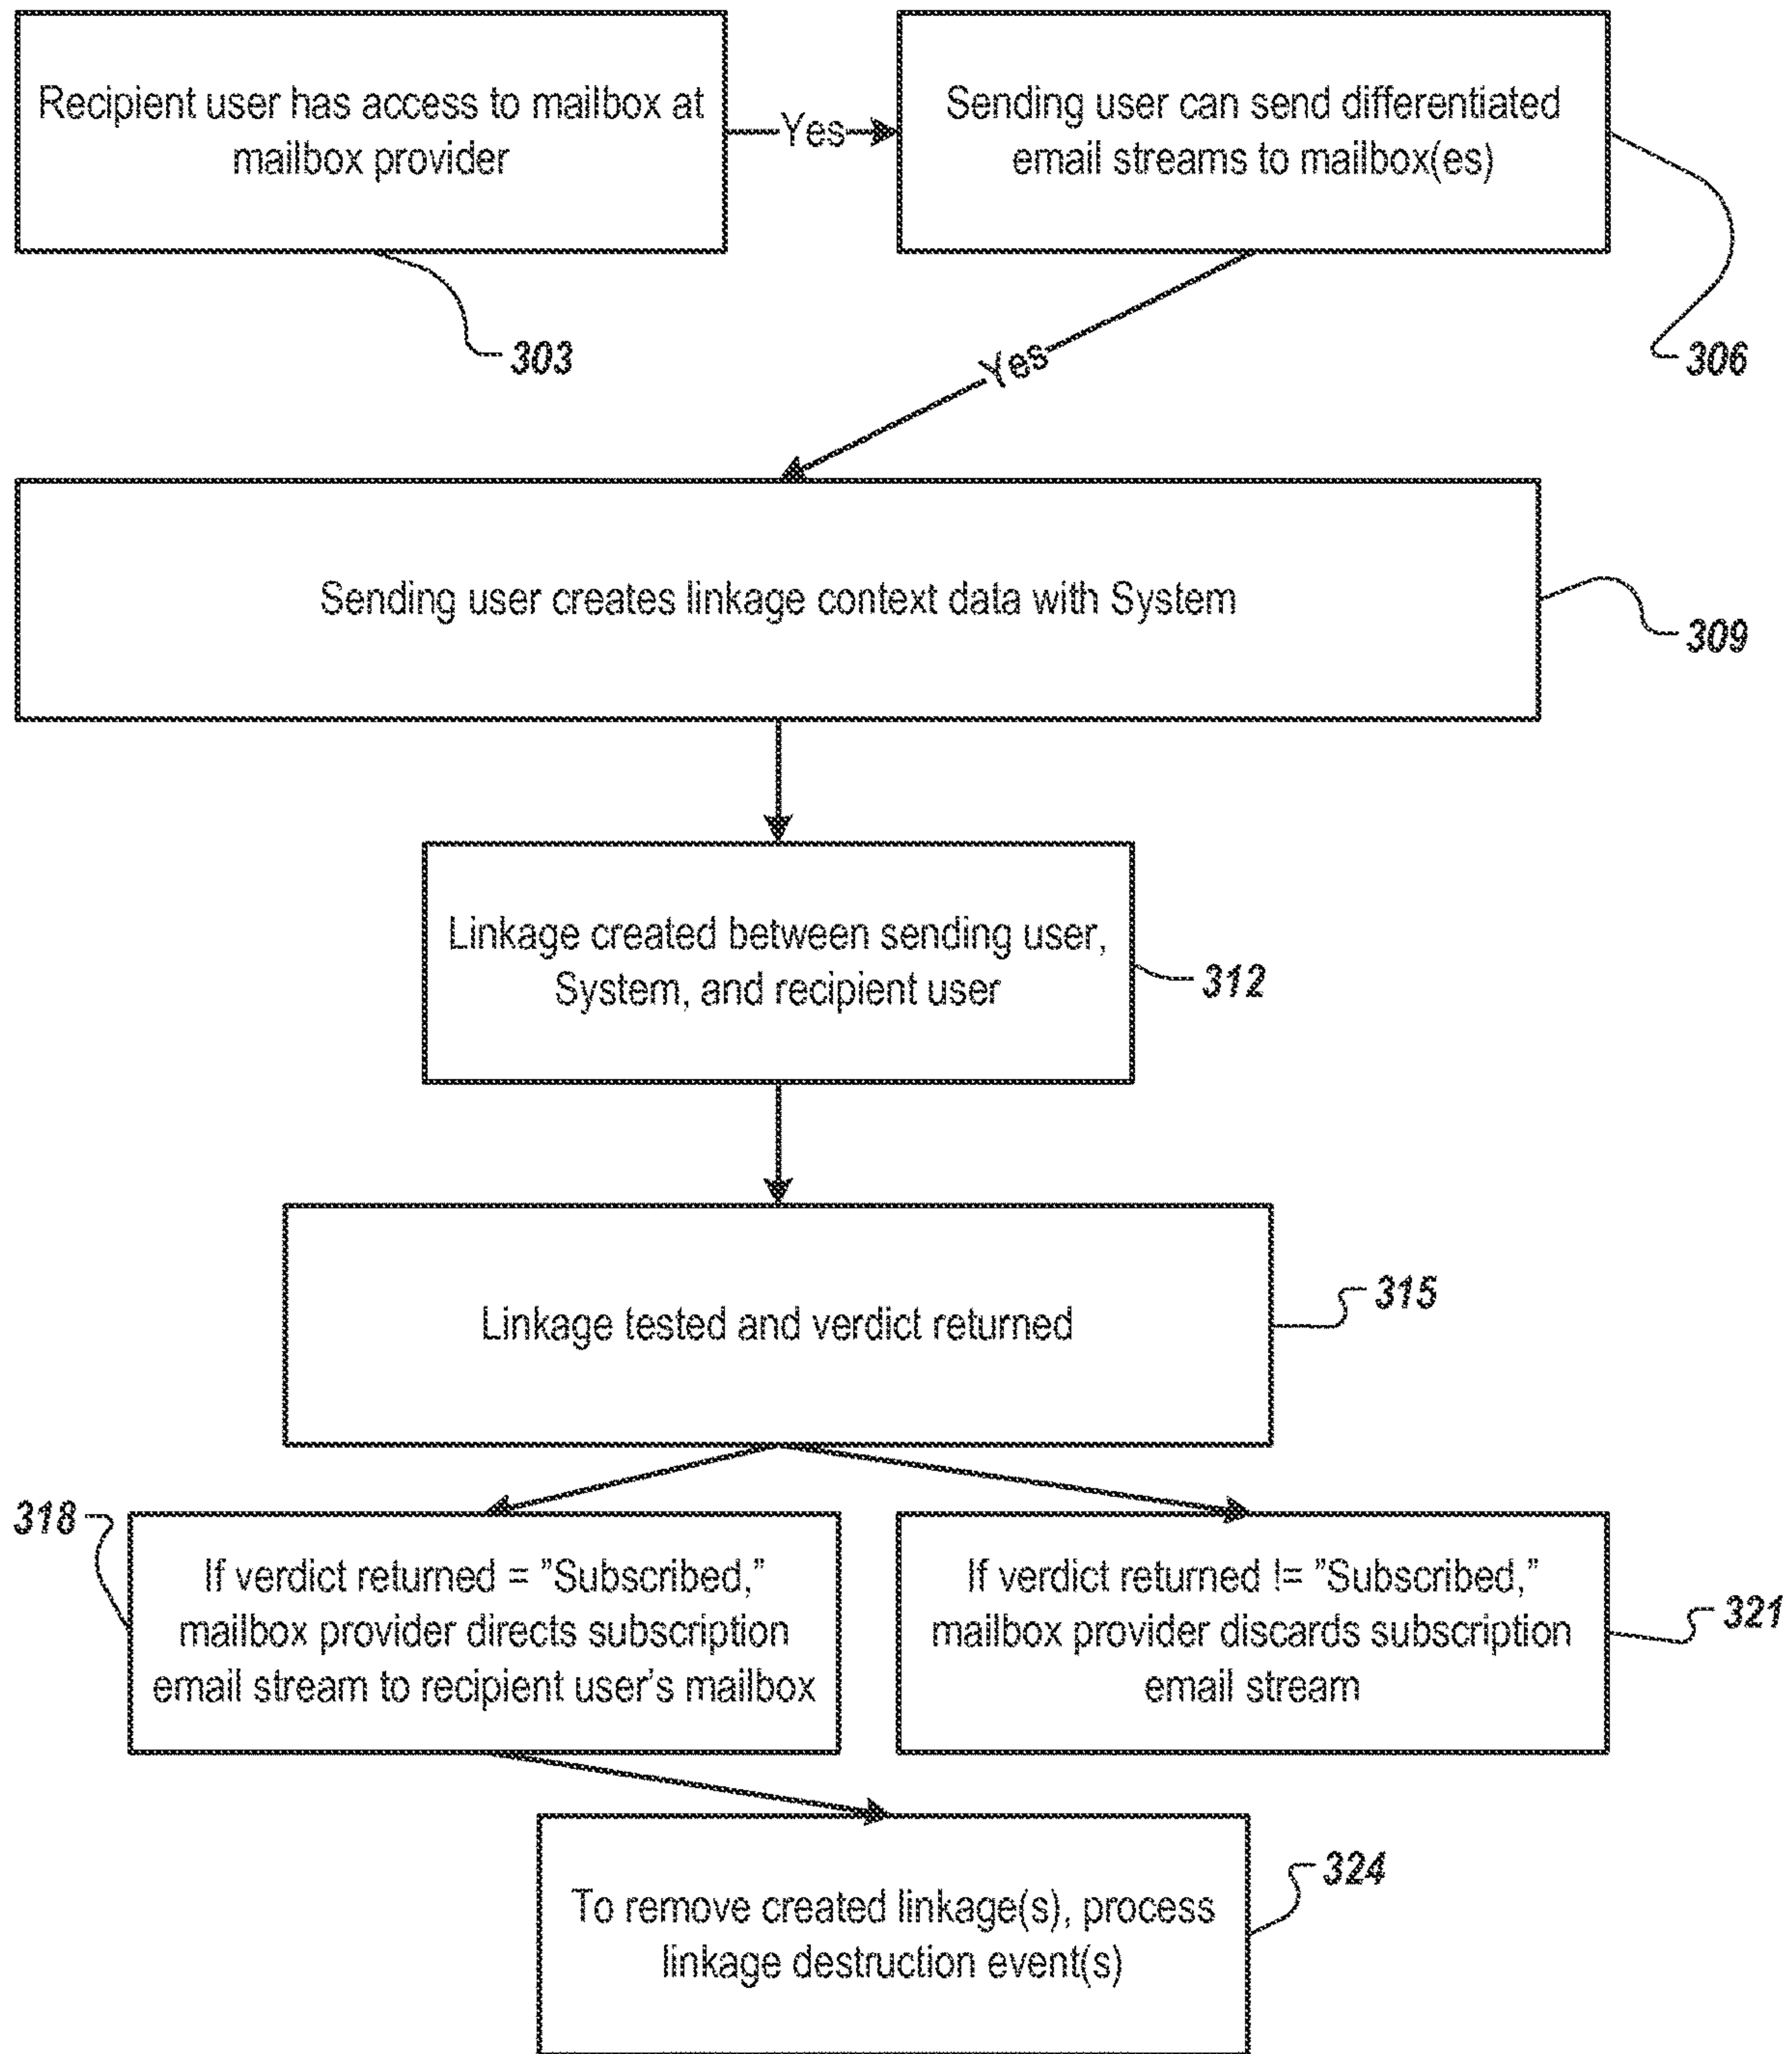 Recipient user has access to mailbox at
mailbox provider
Yes
Sending user can send differentiated
email streams to mailbox(es)
303
306
Yes
Sending user creates linkage context data with System
309
Linkage created between sending user,
System, and recipient user
312
Linkage tested and verdict returned
315
318
If verdict returned = ”Subscribed,”
mailbox provider directs subscription
email stream to recipient user's mailbox
If verdict returned != ”Subscribed,”
mailbox provider discards subscription
email stream
321
To remove created linkage(s), process
linkage destruction event(s)
324